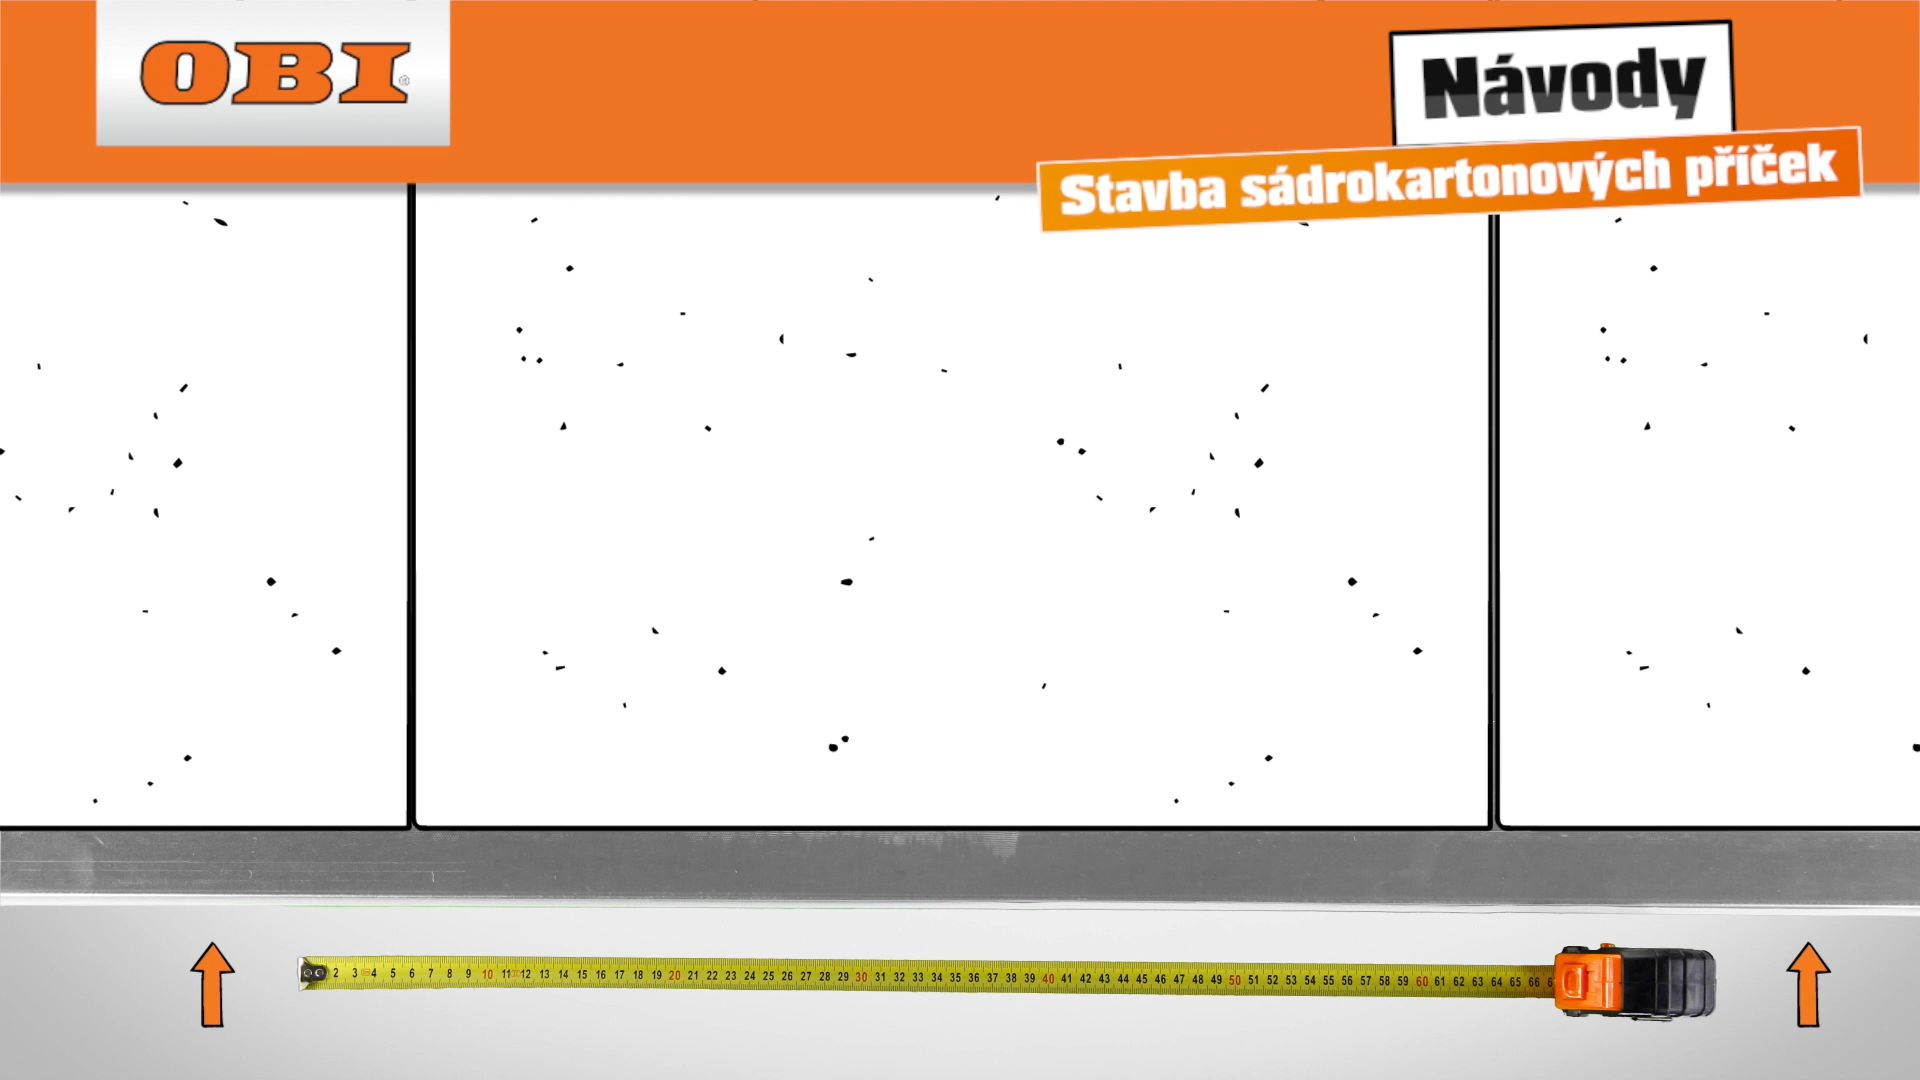 OBI®
Návody
Stavba sádrokartonových příček
2 3 4 5 6 7 8 9 10 11 12 13 14 15 16 17 18 19 20 21 22 23 24 25 26 27 28 29 30 31 32 33 34 35 36 37 38 39 40 41 42 43 44 45 46 47 48 49 50 51 52 53 54 55 56 57 58 59 60 61 62 63 64 65 66